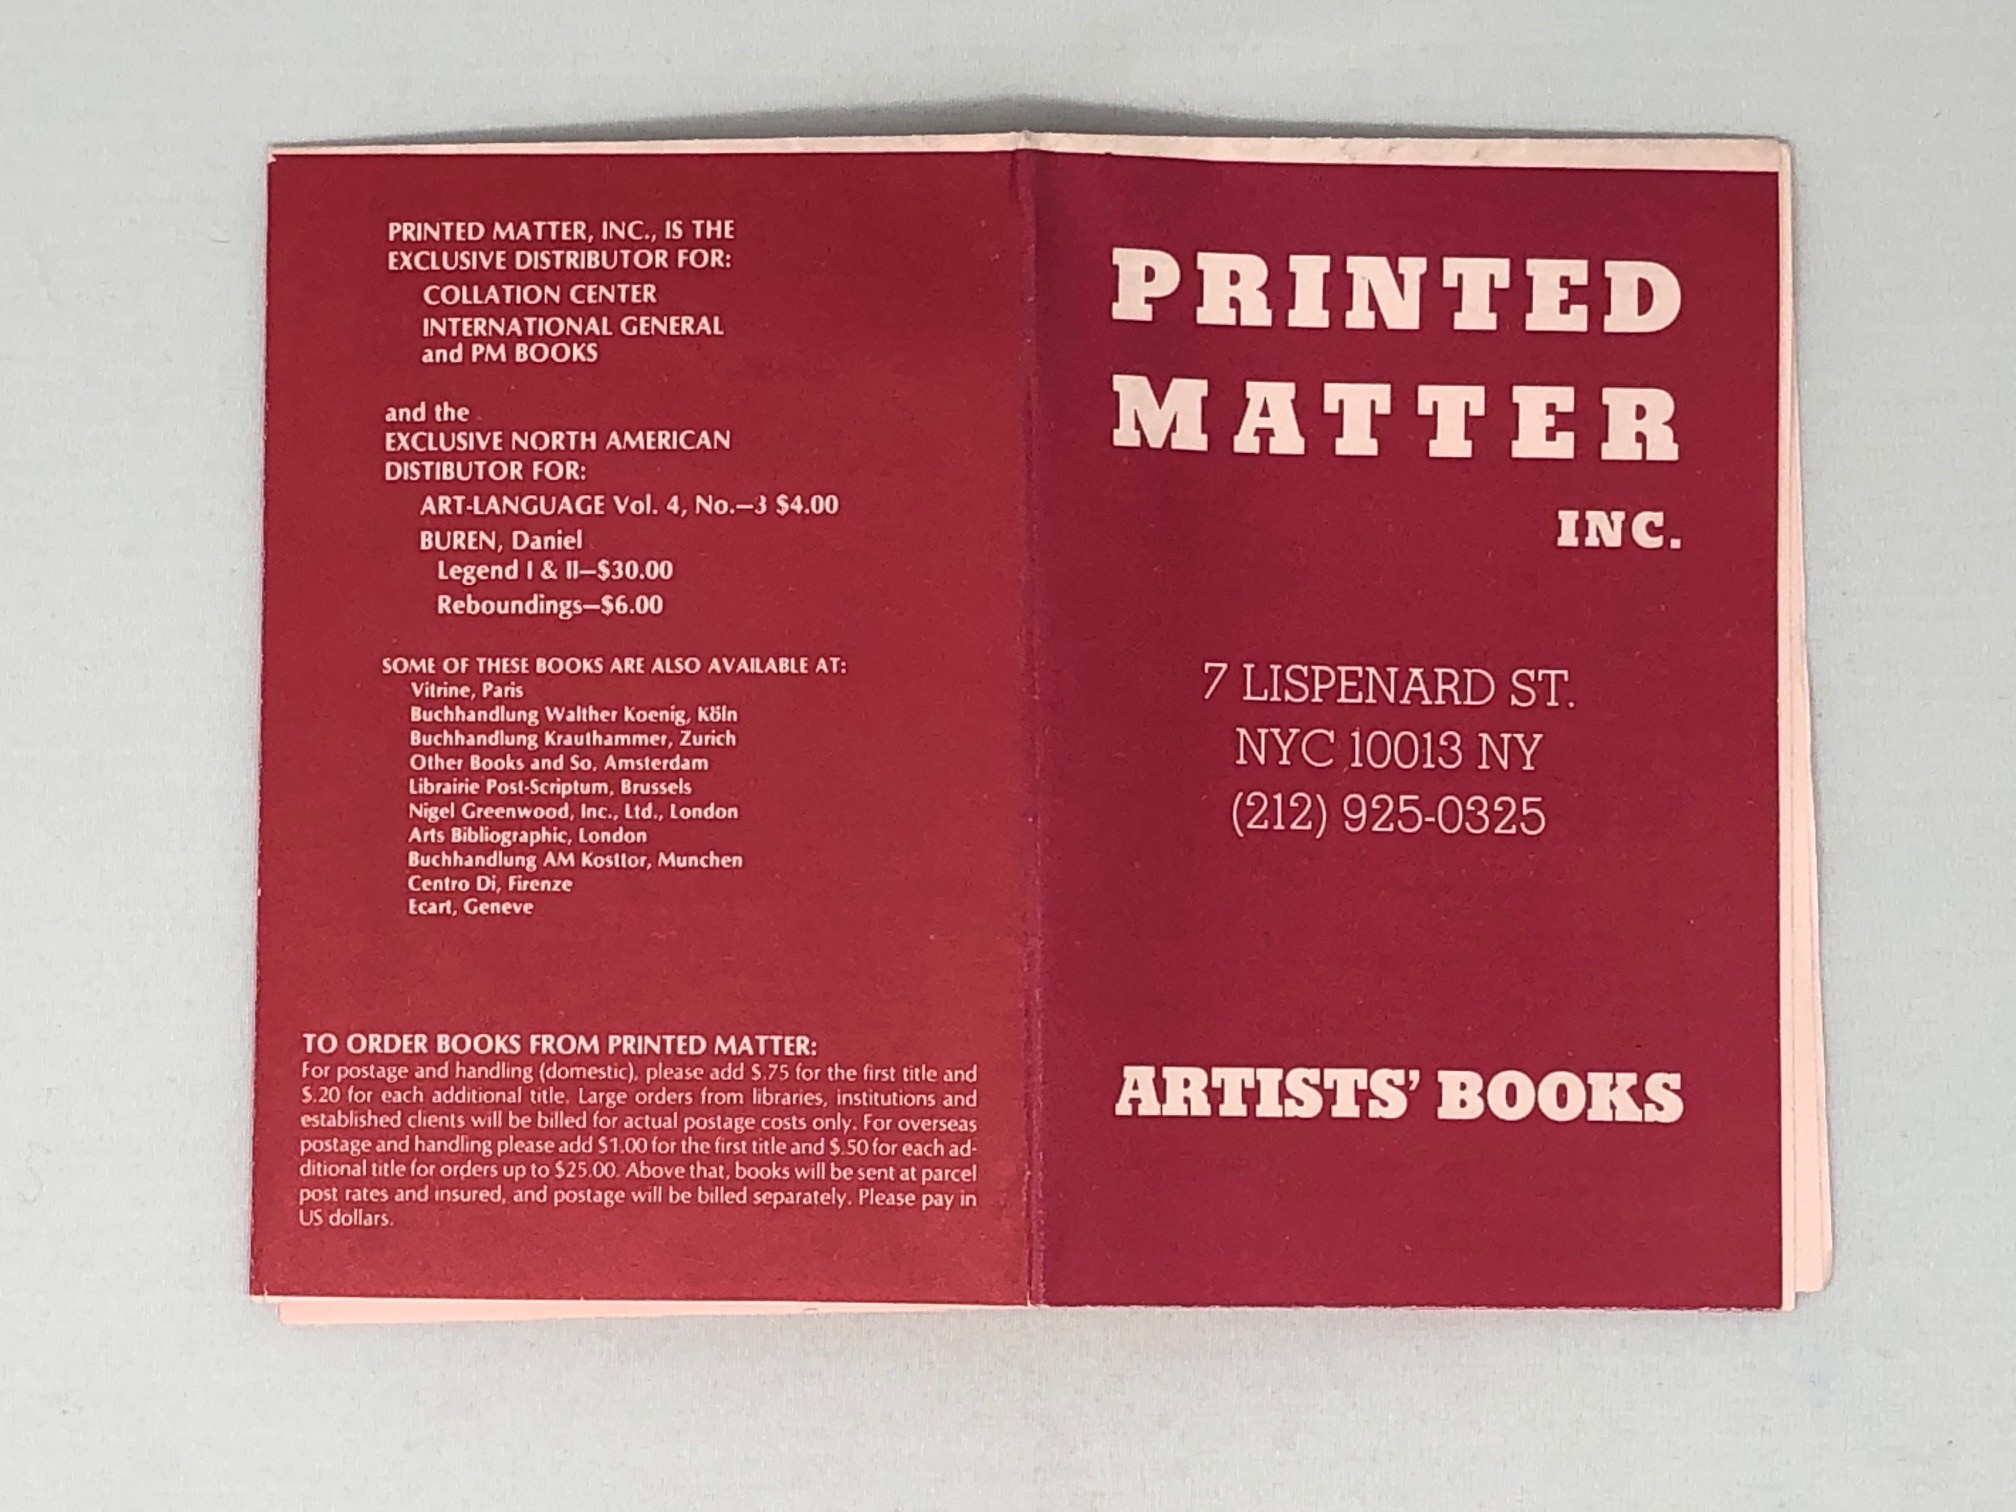 PRINTED MATTER, INC., IS THE
EXCLUSIVE DISTRIBUTOR FOR:
COLLATION CENTER
INTERNATIONAL GENERAL
and PM BOOKS
and the
EXCLUSIVE NORTH AMERICAN
DISTIBUTOR FOR:
ART-LANGUAGE Vol. 4, No.—3 $4.00
BUREN, Daniel
Legend I & II—$30.00
Reboundings—$6.00
SOME OF THESE BOOKS ARE ALSO AVAILABLE AT:
Vitrine, Paris
Buchhandlung Walther Koenig, Köln
Buchhandlung Krauthammer, Zurich
Other Books and So, Amsterdam
Librairie Post-Scriptum, Brussels
Nigel Greenwood, Inc., Ltd., London
Arts Bibliographic, London
Buchhandlung AM Kosttor, Munchen
Centro Di, Firenze
Ecart, Geneve
TO ORDER BOOKS FROM PRINTED MATTER:
For postage and handling (domestic), please add $.75 for the first title and
$.20 for each additional title. Large orders from libraries, institutions and
established clients will be billed for actual postage costs only. For overseas
postage and handling please add $1.00 for the first title and $.50 for each ad-
ditional title for orders up to $25.00. Above that, books will be sent at parcel
post rates and insured, and postage will be billed separately. Please pay in
US dollars.
PRINTED
MATTER
INC.
7 LISPENARD ST.
NYC 10013 NY
(212) 925-0325
ARTISTS' BOOKS